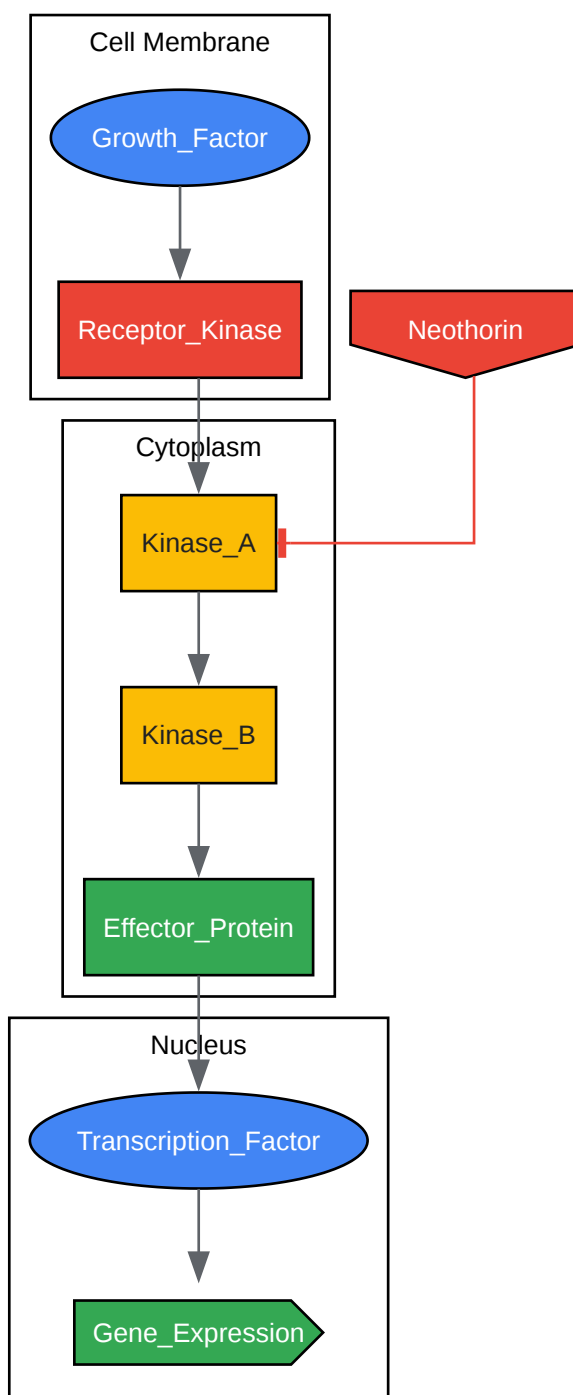 Cell Membrane
Growth_Factor
Receptor_Kinase
Neothorin
Cytoplasm
Kinase_A
Kinase_B
Effector_Protein
Nucleus
Transcription_Factor
Gene_Expression